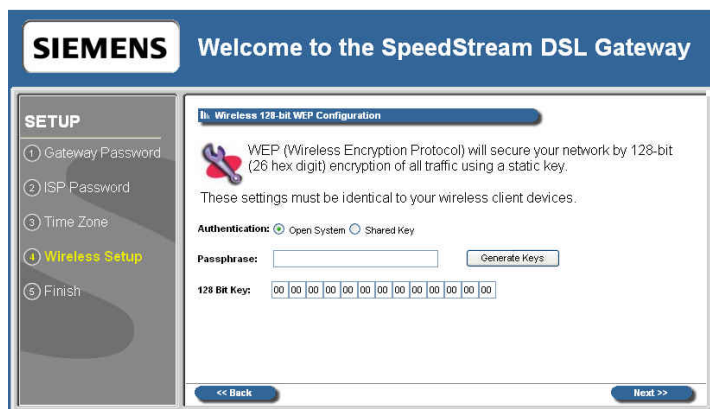 SIEMENS
Welcome to the SpeedStream DSL Gateway
SETUP
1 Gateway Password
2 ISP Password
3 Time Zone
4 Wireless Setup
5 Finish
Wireless 128-bit WEP Configuration
WEP (Wireless Encryption Protocol) will secure your network by 128-bit
(26 hex digit) encryption of all traffic using a static key.
These settings must be identical to your wireless client devices.
Authentication: Open System Shared Key
Passphrase: Generate Keys
128 Bit Key: 00 00 00 00 00 00 00 00 00 00 00 00 00
<< Back Next >>